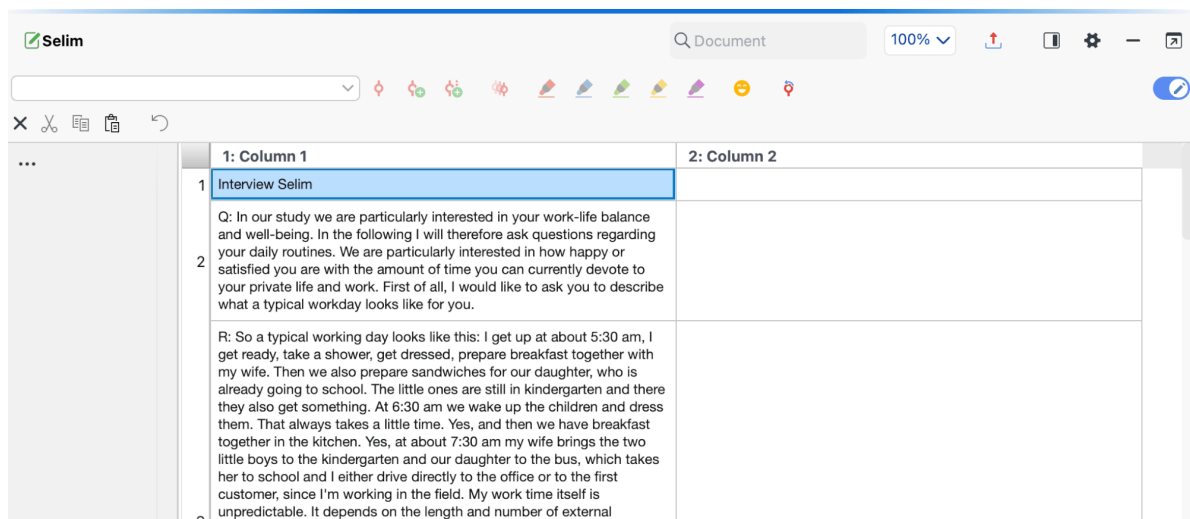 Selim
Document
100%
...
1: Column 1
2: Column 2
1
Interview Selim
2
Q: In our study we are particularly interested in your work-life balance
and well-being. In the following I will therefore ask questions regarding
your daily routines. We are particularly interested in how happy or
satisfied you are with the amount of time you can currently devote to
your private life and work. First of all, I would like to ask you to describe
what a typical workday looks like for you.
R: So a typical working day looks like this: I get up at about 5:30 am, I
get ready, take a shower, get dressed, prepare breakfast together with
my wife. Then we also prepare sandwiches for our daughter, who is
already going to school. The little ones are still in kindergarten and there
they also get something. At 6:30 am we wake up the children and dress
them. That always takes a little time. Yes, and then we have breakfast
together in the kitchen. Yes, at about 7:30 am my wife brings the two
little boys to the kindergarten and our daughter to the bus, which takes
her to school and I either drive directly to the office or to the first
customer, since I'm working in the field. My work time itself is
unpredictable. It depends on the length and number of external